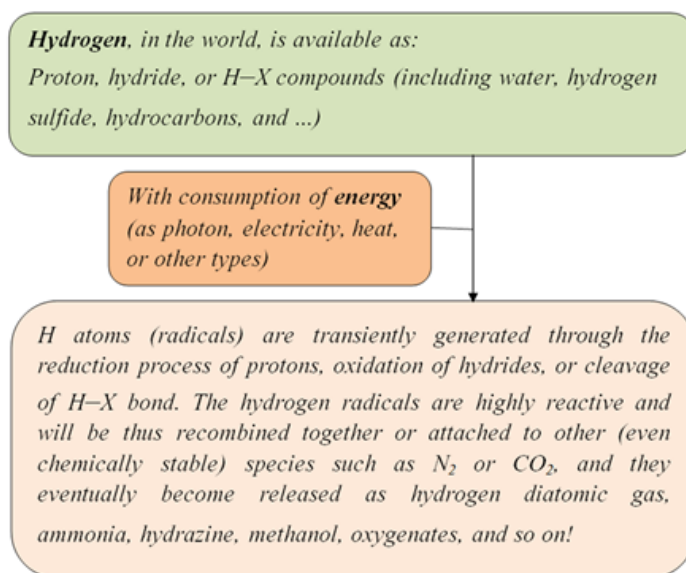 Hydrogen, in the world, is available as:
Proton, hydride, or H–X compounds (including water, hydrogen
sulfide, hydrocarbons, and ...)
With consumption of energy
(as photon, electricity, heat,
or other types)
H atoms (radicals) are transiently generated through the
reduction process of protons, oxidation of hydrides, or cleavage
of H–X bond. The hydrogen radicals are highly reactive and
will be thus recombined together or attached to other (even
chemically stable) species such as N₂ or CO₂, and they
eventually become released as hydrogen diatomic gas,
ammonia, hydrazine, methanol, oxygenates, and so on!